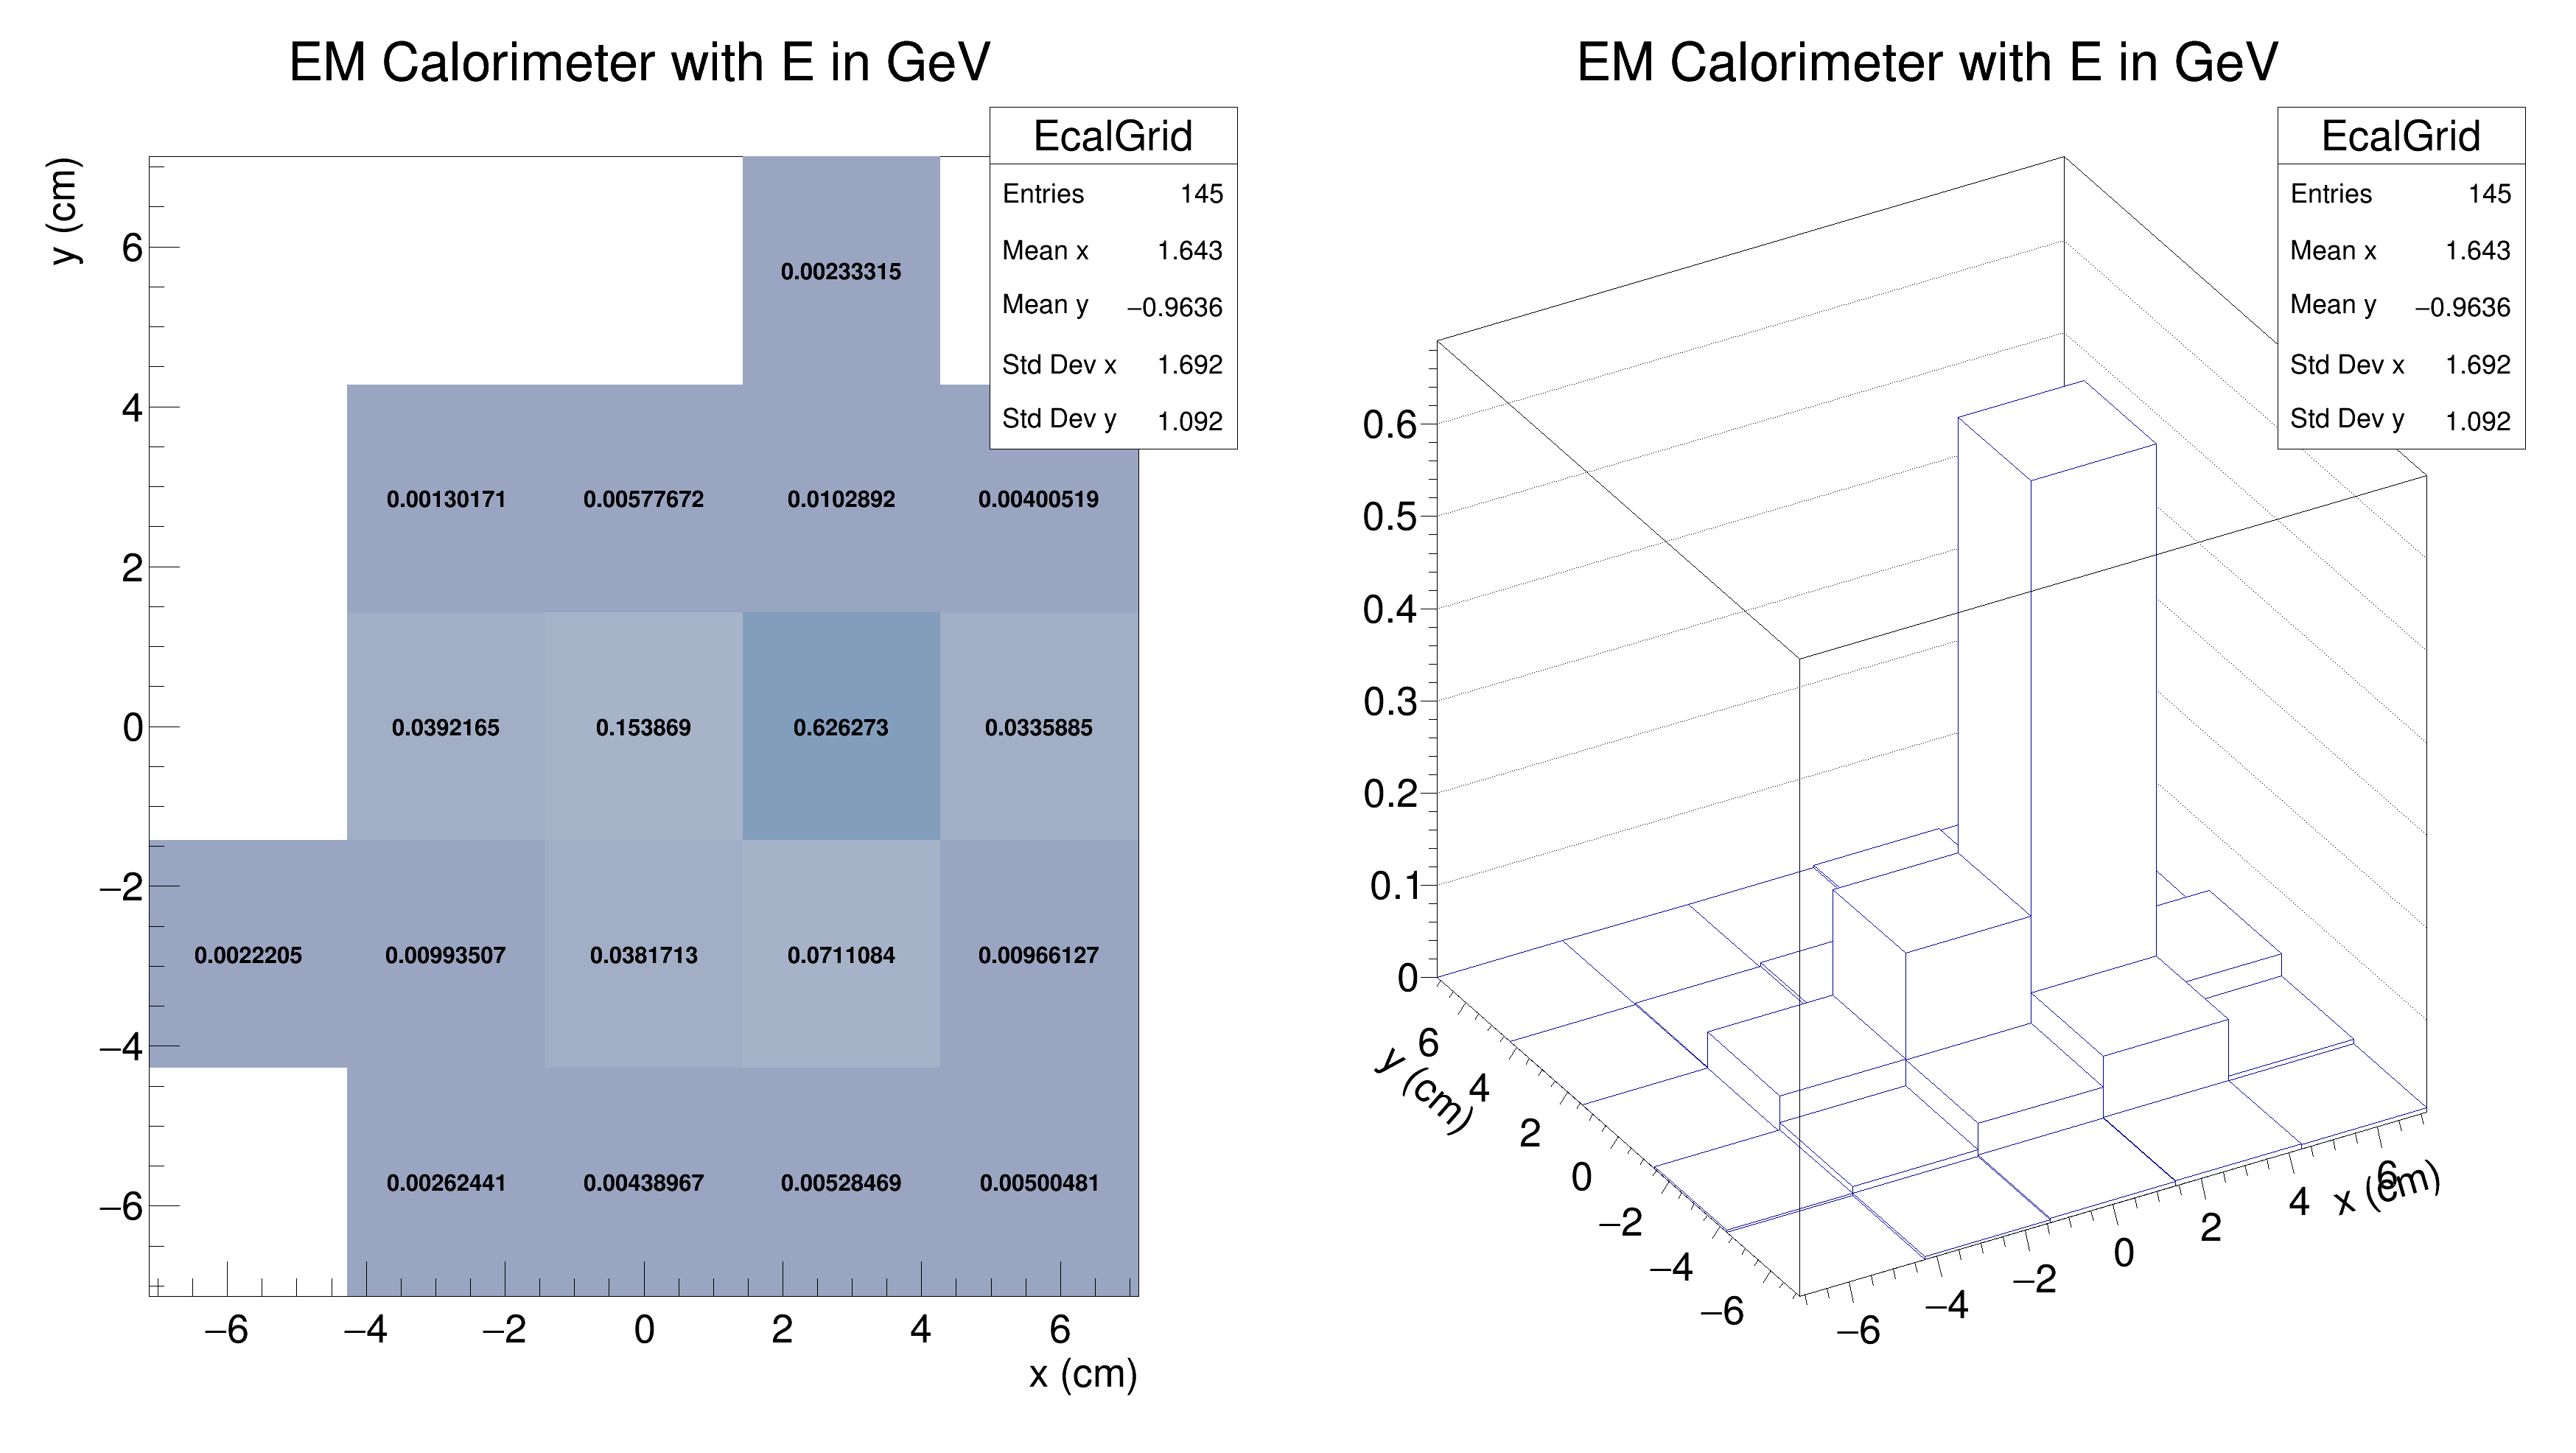 EM Calorimeter with E in GeV
EcalGrid
Entries 145
Mean x 1.643
Mean y −0.9636
Std Dev x 1.692
Std Dev y 1.092
y (cm)
6
4
2
0
−2
−4
−6
0.00233315
0.00130171 0.00577672 0.0102892 0.00400519
0.0392165 0.153869 0.626273 0.0335885
0.0022205 0.00993507 0.0381713 0.0711084 0.00966127
0.00262441 0.00438967 0.00528469 0.00500481
−6 −4 −2 0 2 4 6
x (cm)
EM Calorimeter with E in GeV
EcalGrid
Entries 145
Mean x 1.643
Mean y −0.9636
Std Dev x 1.692
Std Dev y 1.092
0.6
0.5
0.4
0.3
0.2
0.1
0
6
4
2
0
−2
−4
−6
y (cm)
−6 −4 −2 0 2 4 6
x (cm)